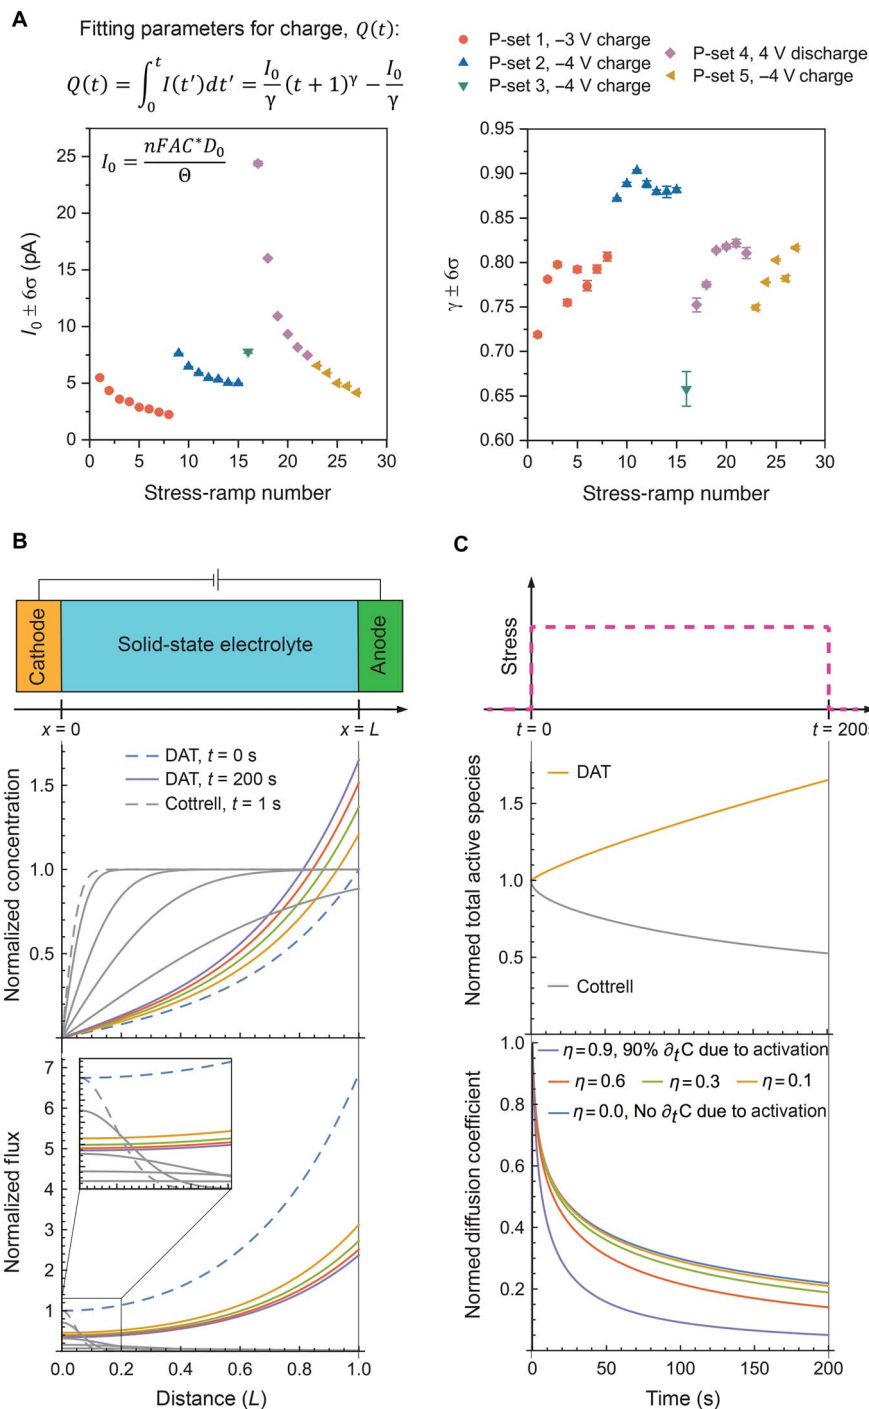 A
Fitting parameters for charge, Q(t):
Q(t) = ∫₀ᵗ I(t′)dt′ = I₀/γ (t + 1)^γ − I₀/γ
P-set 1, −3 V charge
P-set 2, −4 V charge
P-set 3, −4 V charge
P-set 4, 4 V discharge
P-set 5, −4 V charge
I₀ = nFAC*D₀/Θ
I₀ ± 6σ (pA)
25
20
15
10
5
0
0 5 10 15 20 25 30
Stress-ramp number
γ ± 6σ
0.95
0.90
0.85
0.80
0.75
0.70
0.65
0.60
0 5 10 15 20 25 30
Stress-ramp number
B
Cathode
Solid-state electrolyte
Anode
x = 0
x = L
DAT, t = 0 s
DAT, t = 200 s
Cottrell, t = 1 s
Normalized concentration
1.5
1.0
0.5
Normalized flux
7
6
5
4
3
2
1
0.0 0.2 0.4 0.6 0.8 1.0
Distance (L)
C
Stress
t = 0
t = 200s
Normed total active species
1.5
1.0
0.5
DAT
Cottrell
Normed diffusion coefficient
1.0
0.8
0.6
0.4
0.2
η = 0.9, 90% ∂ₜC due to activation
η = 0.6
η = 0.3
η = 0.1
η = 0.0, No ∂ₜC due to activation
0 50 100 150 200
Time (s)